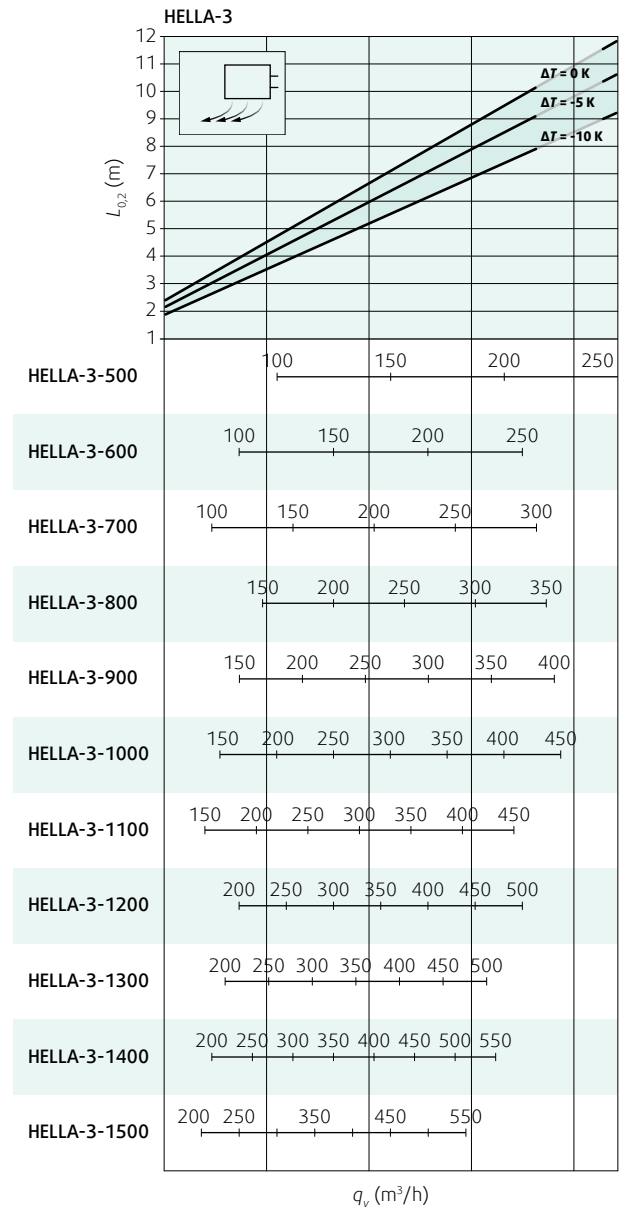 HELLA-3
12
11
10
9
8
7
6
5
4
3
2
1
L0,2 (m)
ΔT = 0 K
ΔT = -5 K
ΔT = -10 K
HELLA-3-500 100 150 200 250
HELLA-3-600 100 150 200 250
HELLA-3-700 100 150 200 250 300
HELLA-3-800 150 200 250 300 350
HELLA-3-900 150 200 250 300 350 400
HELLA-3-1000 150 200 250 300 350 400 450
HELLA-3-1100 150 200 250 300 350 400 450
HELLA-3-1200 200 250 300 350 400 450 500
HELLA-3-1300 200 250 300 350 400 450 500
HELLA-3-1400 200 250 300 350 400 450 500 550
HELLA-3-1500 200 250 350 450 550
qv (m³/h)